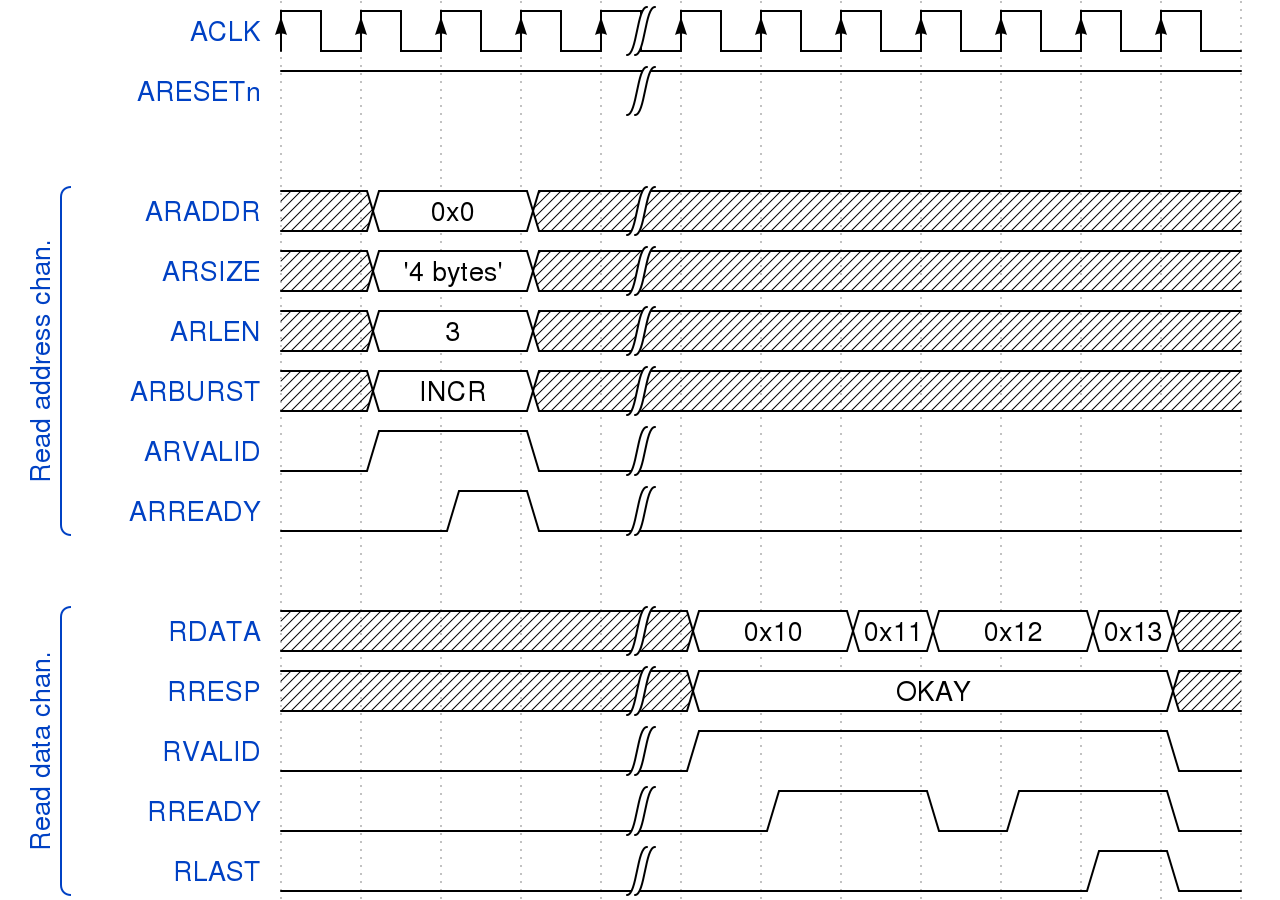 ACLK
ARESETn
Read address chan.
ARADDR 0x0
ARSIZE '4 bytes'
ARLEN 3
ARBURST INCR
ARVALID
ARREADY
Read data chan.
RDATA 0x10 0x11 0x12 0x13
RRESP OKAY
RVALID
RREADY
RLAST